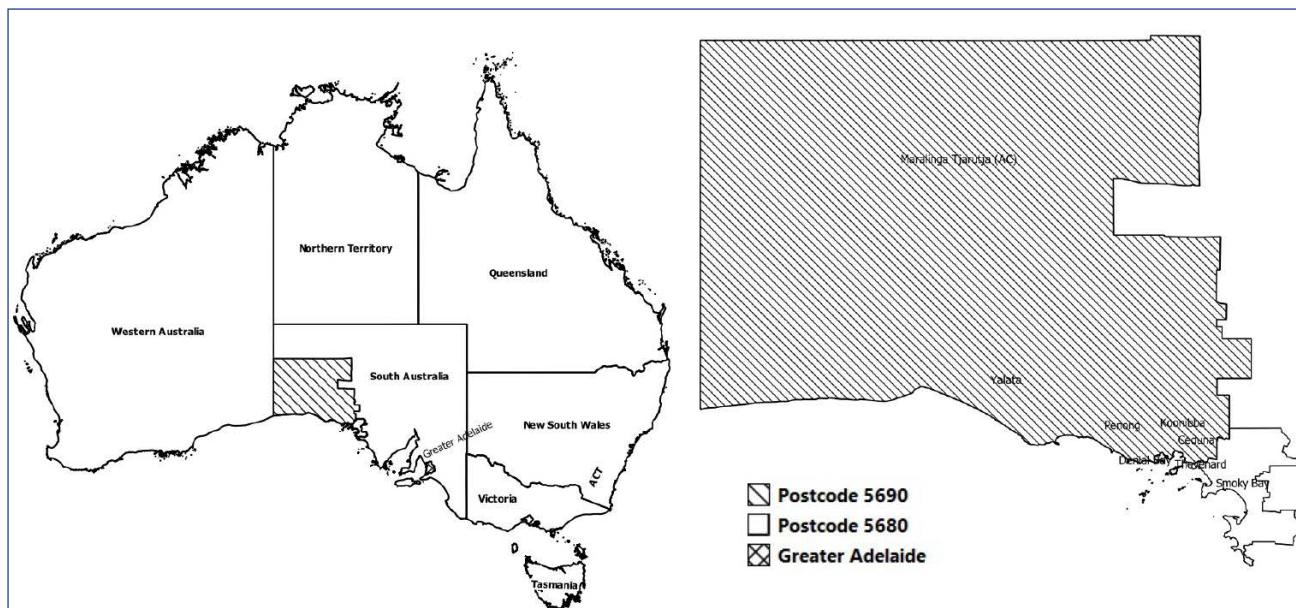 Northern Territory
Queensland
Western Australia
South Australia
Greater Adelaide
New South Wales
ACT
Victoria
Tasmania
Maralinga Tjarutja (AC)
Yalata
Penong
Koonibba
Ceduna
Denial Bay
Thevenard
Smoky Bay
Postcode 5690
Postcode 5680
Greater Adelaide